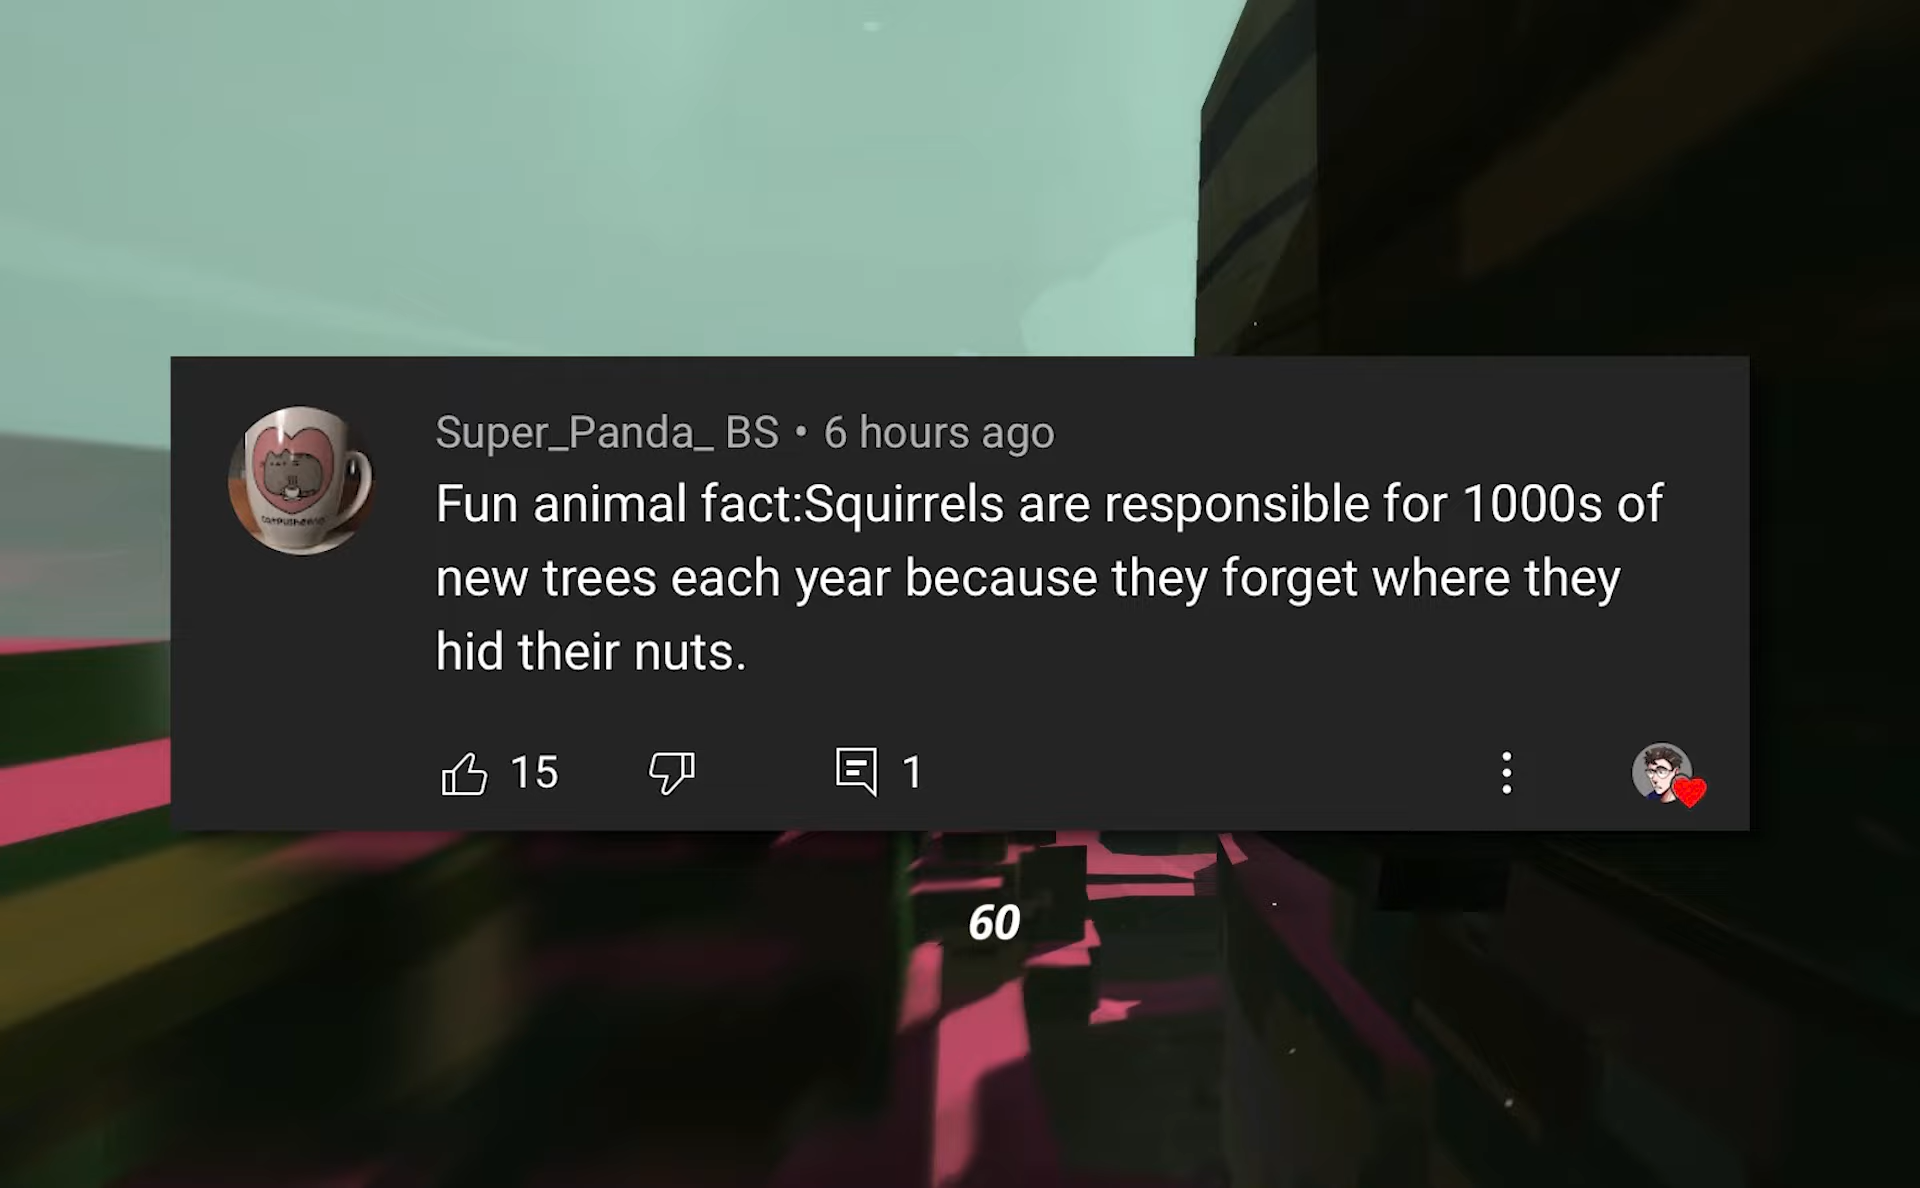 Super_Panda_ BS • 6 hours ago
Fun animal fact:Squirrels are responsible for 1000s of
new trees each year because they forget where they
hid their nuts.
15 1
60